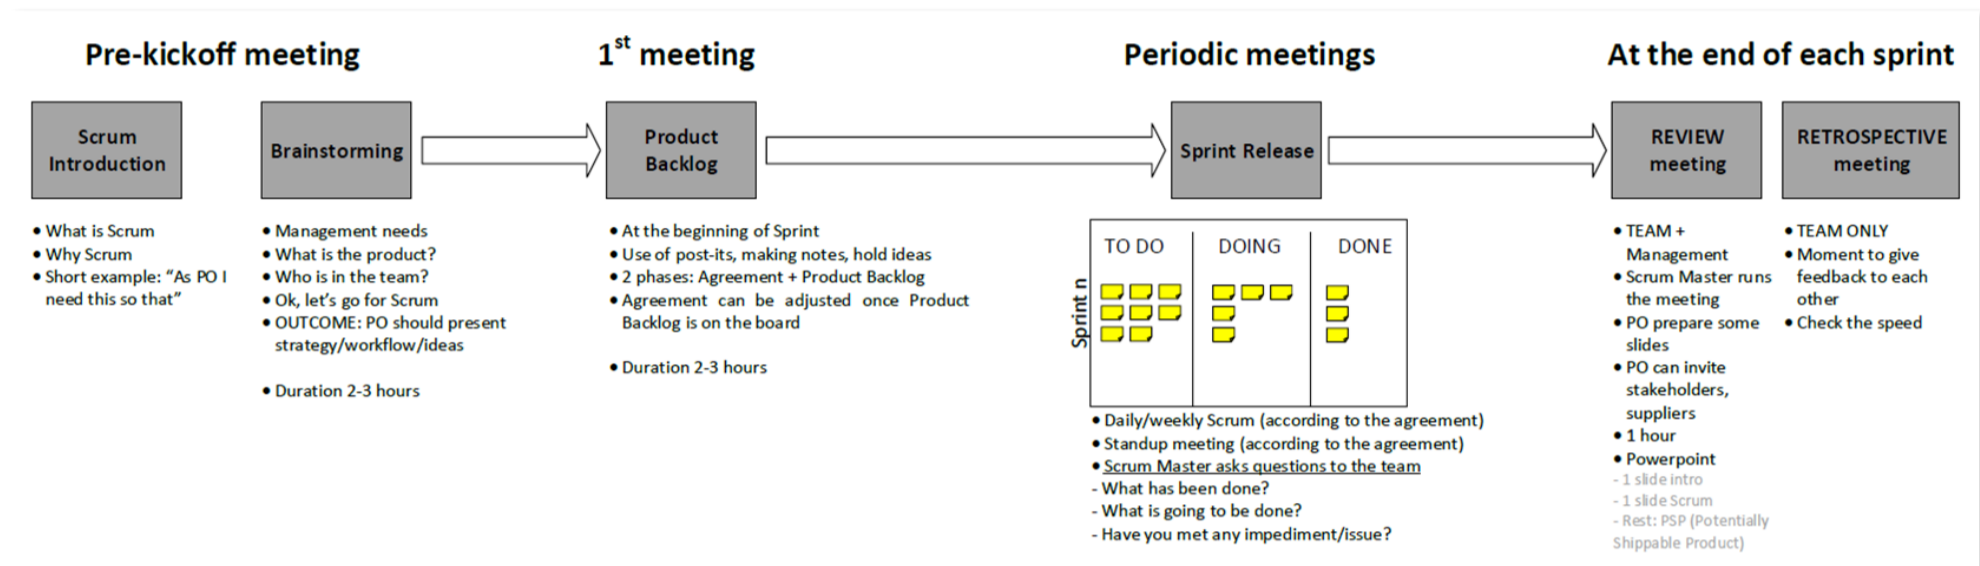 Pre-kickoff meeting
1st meeting
Periodic meetings
At the end of each sprint
Scrum
Introduction
Brainstorming
Product
Backlog
Sprint Release
REVIEW
meeting
RETROSPECTIVE
meeting
• What is Scrum
• Why Scrum
• Short example: “As PO I
need this so that”
• Management needs
• What is the product?
• Who is in the team?
• Ok, let’s go for Scrum
• OUTCOME: PO should present
strategy/workflow/ideas
• Duration 2-3 hours
• At the beginning of Sprint
• Use of post-its, making notes, hold ideas
• 2 phases: Agreement + Product Backlog
• Agreement can be adjusted once Product
Backlog is on the board
• Duration 2-3 hours
TO DO
DOING
DONE
Sprint n
• Daily/weekly Scrum (according to the agreement)
• Standup meeting (according to the agreement)
• Scrum Master asks questions to the team
- What has been done?
- What is going to be done?
- Have you met any impediment/issue?
• TEAM +
Management
• Scrum Master runs
the meeting
• PO prepare some
slides
• PO can invite
stakeholders,
suppliers
• 1 hour
• Powerpoint
- 1 slide intro
- 1 slide Scrum
- Rest: PSP (Potentially
Shippable Product)
• TEAM ONLY
• Moment to give
feedback to each
other
• Check the speed